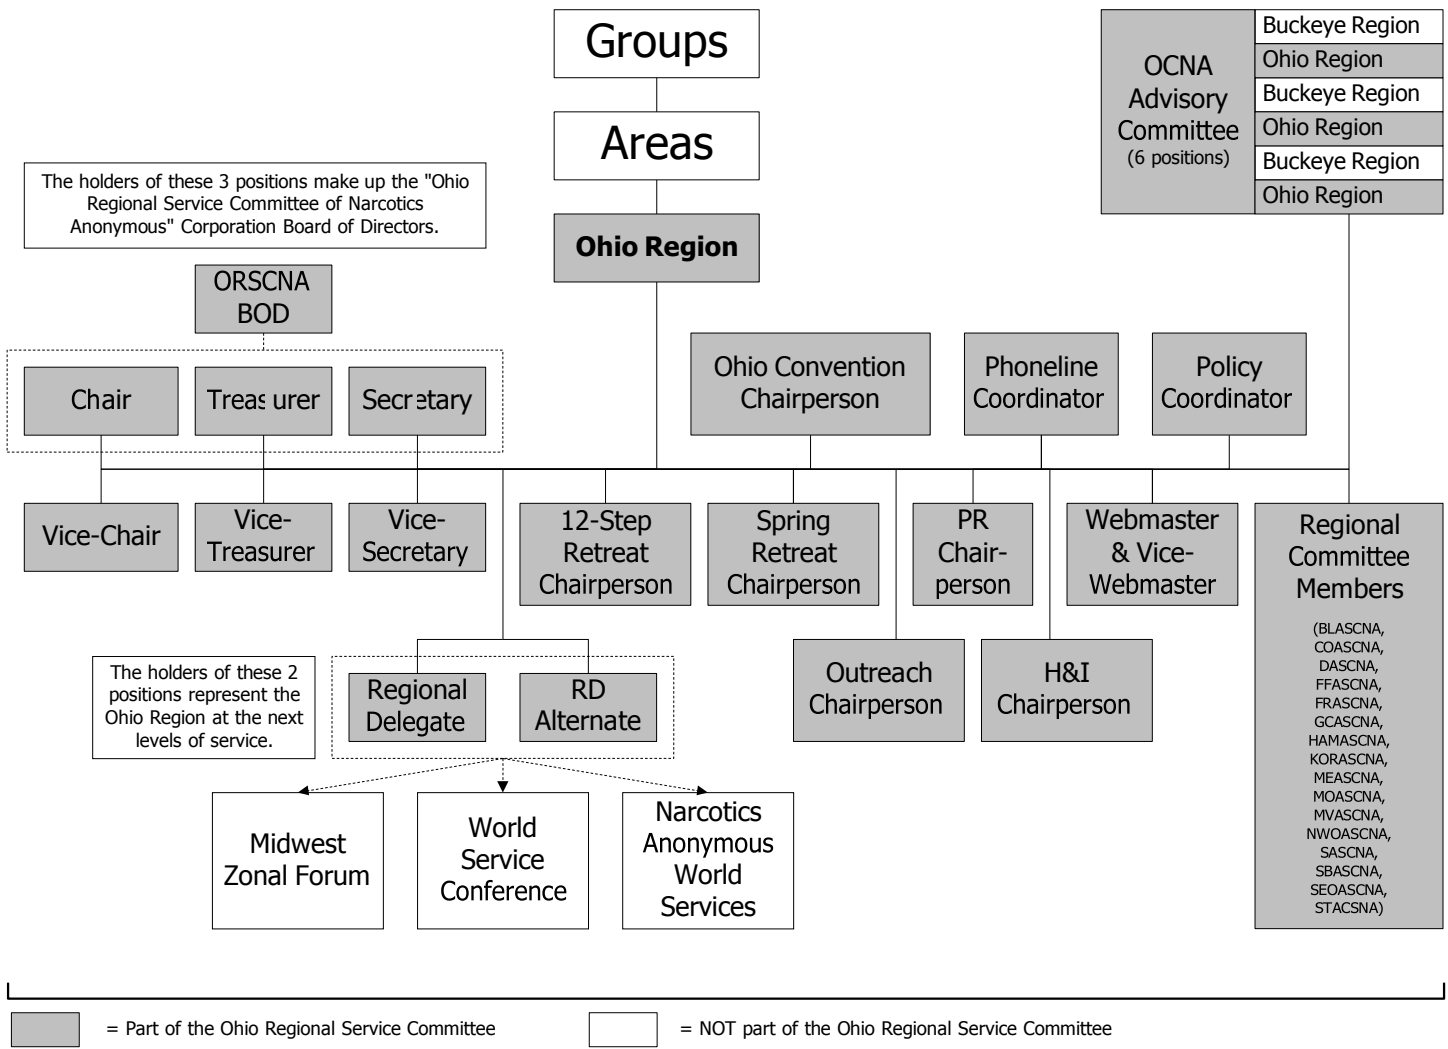 Groups
Areas
Ohio Region
OCNA
Advisory
Committee
(6 positions)
Buckeye Region
Ohio Region
Buckeye Region
Ohio Region
Buckeye Region
Ohio Region
The holders of these 3 positions make up the "Ohio
Regional Service Committee of Narcotics
Anonymous" Corporation Board of Directors.
ORSCNA
BOD
Chair
Treasurer
Secretary
Ohio Convention
Chairperson
Phoneline
Coordinator
Policy
Coordinator
Vice-Chair
Vice-
Treasurer
Vice-
Secretary
12-Step
Retreat
Chairperson
Spring
Retreat
Chairperson
PR
Chair-
person
Webmaster
& Vice-
Webmaster
Regional
Committee
Members
(BLASCNA,
COASCNA,
DASCNA,
FFASCNA,
FRASCNA,
GCASCNA,
HAMASCNA,
KORASCNA,
MEASCNA,
MOASCNA,
MVASCNA,
NWOASCNA,
SASCNA,
SBASCNA,
SEOASCNA,
STACSNA)
The holders of these 2
positions represent the
Ohio Region at the next
levels of service.
Regional
Delegate
RD
Alternate
Outreach
Chairperson
H&I
Chairperson
Midwest
Zonal Forum
World
Service
Conference
Narcotics
Anonymous
World
Services
= Part of the Ohio Regional Service Committee
= NOT part of the Ohio Regional Service Committee